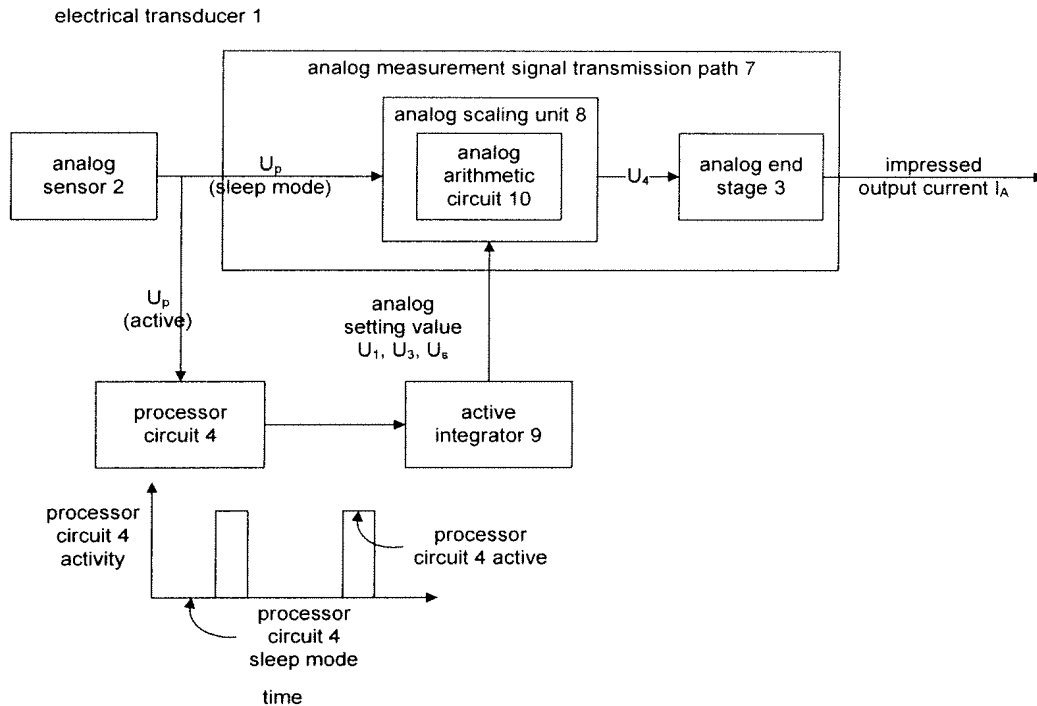 electrical transducer 1
analog measurement signal transmission path 7
analog scaling unit 8
analog
arithmetic
circuit 10
analog
sensor 2
Uₚ
(sleep mode)
U₄
analog end
stage 3
impressed
output current I_A
Uₚ
(active)
analog
setting value
U₁, U₃, Uₛ
processor
circuit 4
active
integrator 9
processor
circuit 4
activity
processor
circuit 4 active
processor
circuit 4
sleep mode
time